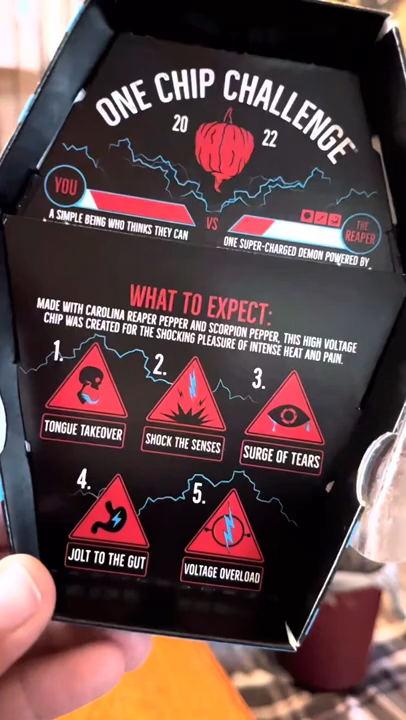 ONE CHIP CHALLENGE
20 22
YOU
VS
THE
REAPER
A SIMPLE BEING WHO THINKS THEY CAN
ONE SUPER-CHARGED DEMON POWERED BY
WHAT TO EXPECT:
MADE WITH CAROLINA REAPER PEPPER AND SCORPION PEPPER, THIS HIGH VOLTAGE
CHIP WAS CREATED FOR THE SHOCKING PLEASURE OF INTENSE HEAT AND PAIN.
1.
TONGUE TAKEOVER
2.
SHOCK THE SENSES
3.
SURGE OF TEARS
4.
JOLT TO THE GUT
5.
VOLTAGE OVERLOAD